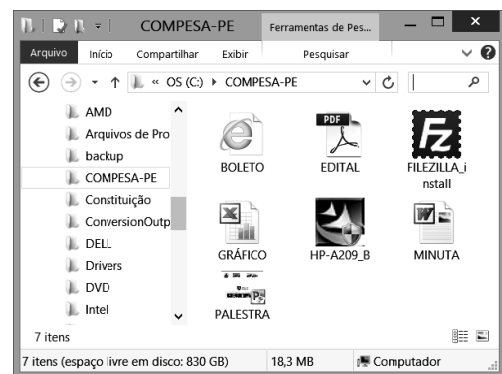 COMPESA-PE
Ferramentas de Pes...
Arquivo Início Compartilhar Exibir Pesquisar
« OS (C:) COMPESA-PE
AMD
Arquivos de Pro
backup
COMPESA-PE
Constituição
ConversionOutp
DELL
Drivers
DVD
Intel
PDF
BOLETO
EDITAL
Fz
FILEZILLA_i
nstall
GRÁFICO
HP-A209_B
MINUTA
PALESTRA
7 itens
7 itens (espaço livre em disco: 830 GB) 18,3 MB Computador